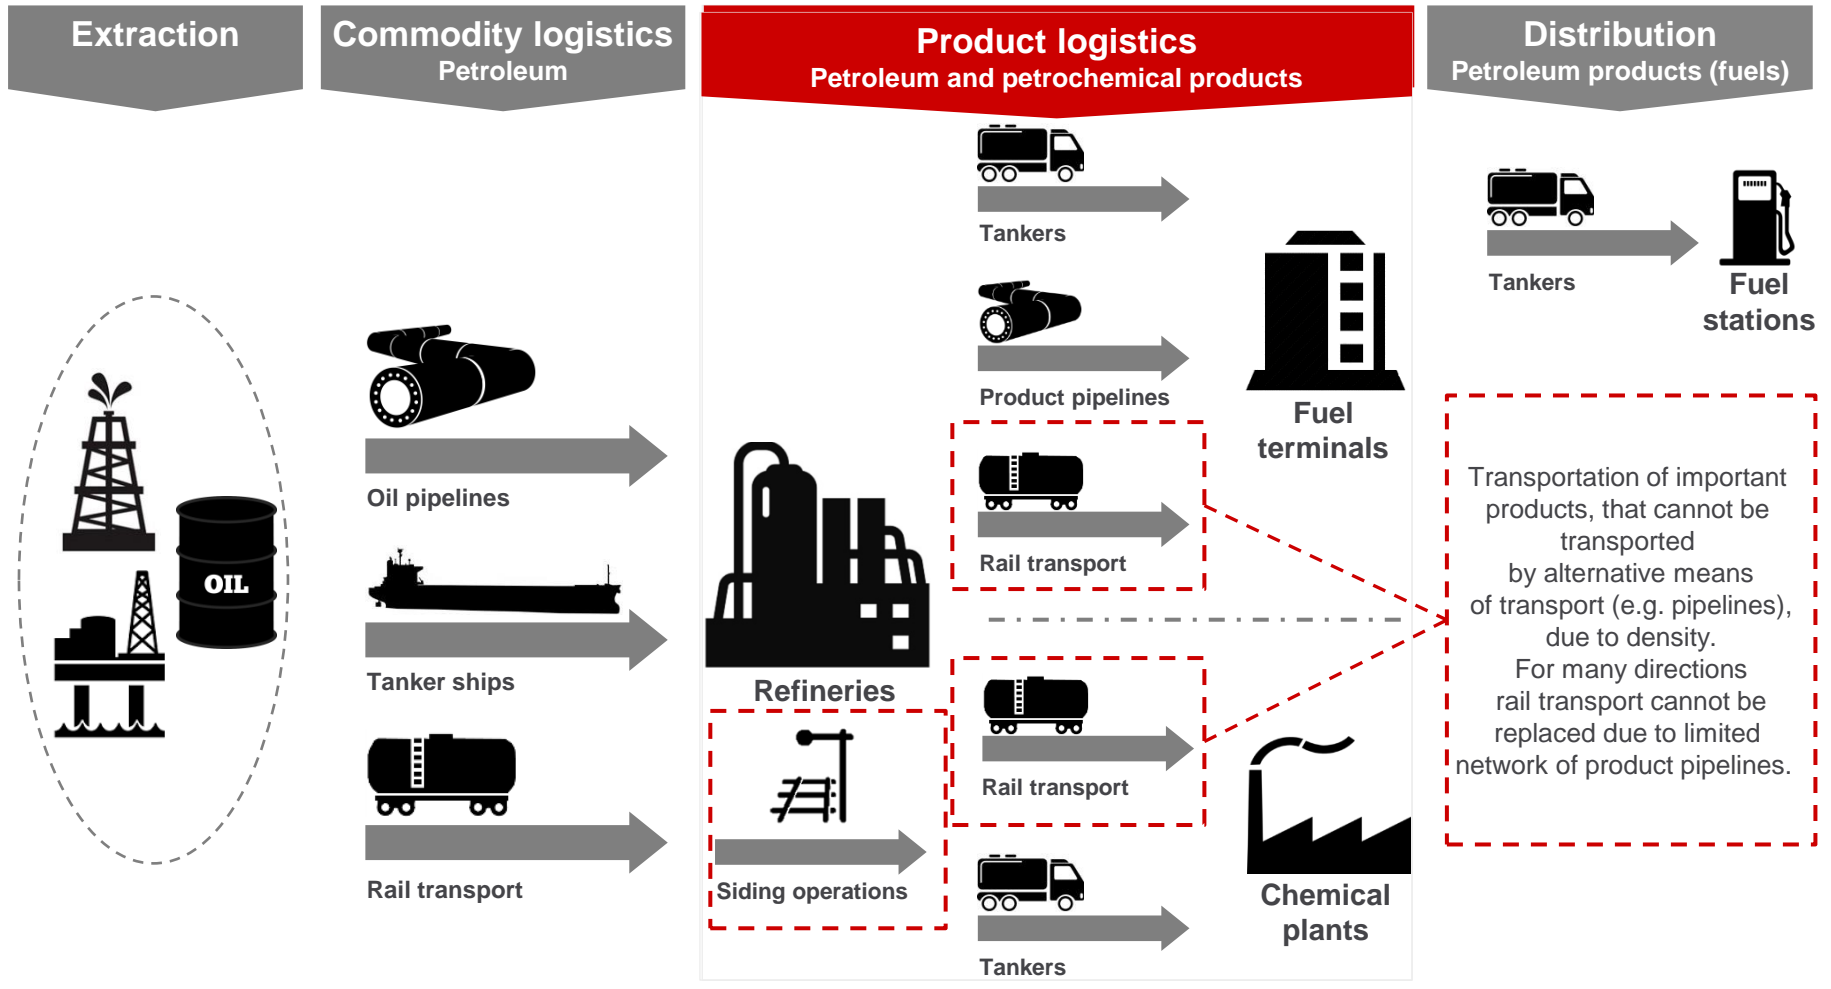 Extraction
Commodity logistics
Petroleum
Product logistics
Petroleum and petrochemical products
Distribution
Petroleum products (fuels)
OIL
Oil pipelines
Tanker ships
Rail transport
Refineries
Siding operations
Tankers
Product pipelines
Rail transport
Fuel
terminals
Rail transport
Tankers
Chemical
plants
Tankers
Fuel
stations
Transportation of important
products, that cannot be
transported
by alternative means
of transport (e.g. pipelines),
due to density.
For many directions
rail transport cannot be
replaced due to limited
network of product pipelines.